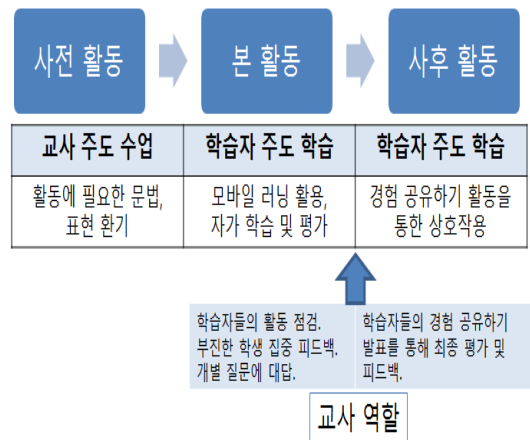 사전 활동
본 활동
사후 활동
교사 주도 수업
학습자 주도 학습
학습자 주도 학습
활동에 필요한 문법,
표현 환기
모바일 러닝 활용,
자가 학습 및 평가
경험 공유하기 활동을
통한 상호작용
학습자들의 활동 점검.
부진한 학생 집중 피드백.
개별 질문에 대답.
학습자들의 경험 공유하기
발표를 통해 최종 평가 및
피드백.
교사 역할